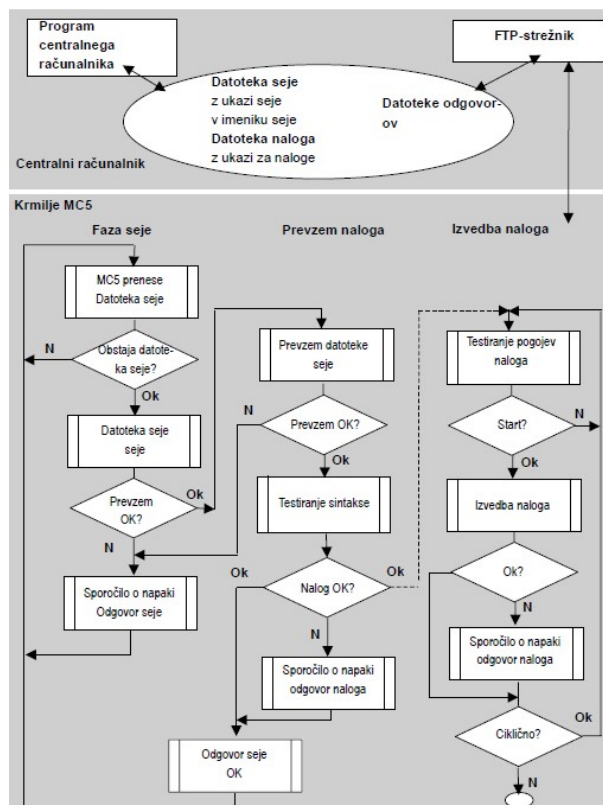 Program
centralnega
računalnika
FTP-strežnik
Datoteka seje
z ukazi seje
v imeniku seje
Datoteka naloga
z ukazi za naloge
Datoteke odgovor-
ov
Centralni računalnik
Krmilje MC5
Faza seje
Prevzem naloga
Izvedba naloga
MC5 prenese
Datoteka seje
N
Obstaja datote-
ka seje?
Ok
Datoteka seje
seje
Prevzem
OK?
Ok
N
Sporočilo o napaki
Odgovor seje
Prevzem datoteke
seje
N
Prevzem OK?
Ok
Testiranje sintakse
Ok
Nalog OK?
Ok
N
Sporočilo o napaki
odgovor naloga
Odgovor seje
OK
Testiranje pogojev
naloga
Start?
N
Ok
Izvedba naloga
Ok?
N
Sporočilo o napaki
odgovor naloga
Ok
Ciklično?
N